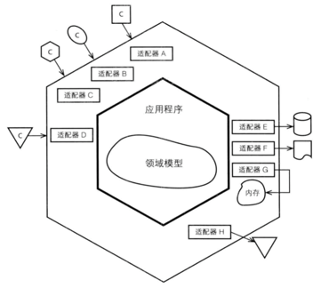 C
适配器 A
C
适配器 B
C
适配器 C
应用程序
适配器 E
C
适配器 D
适配器 F
领域模型
适配器 G
内存
适配器 H